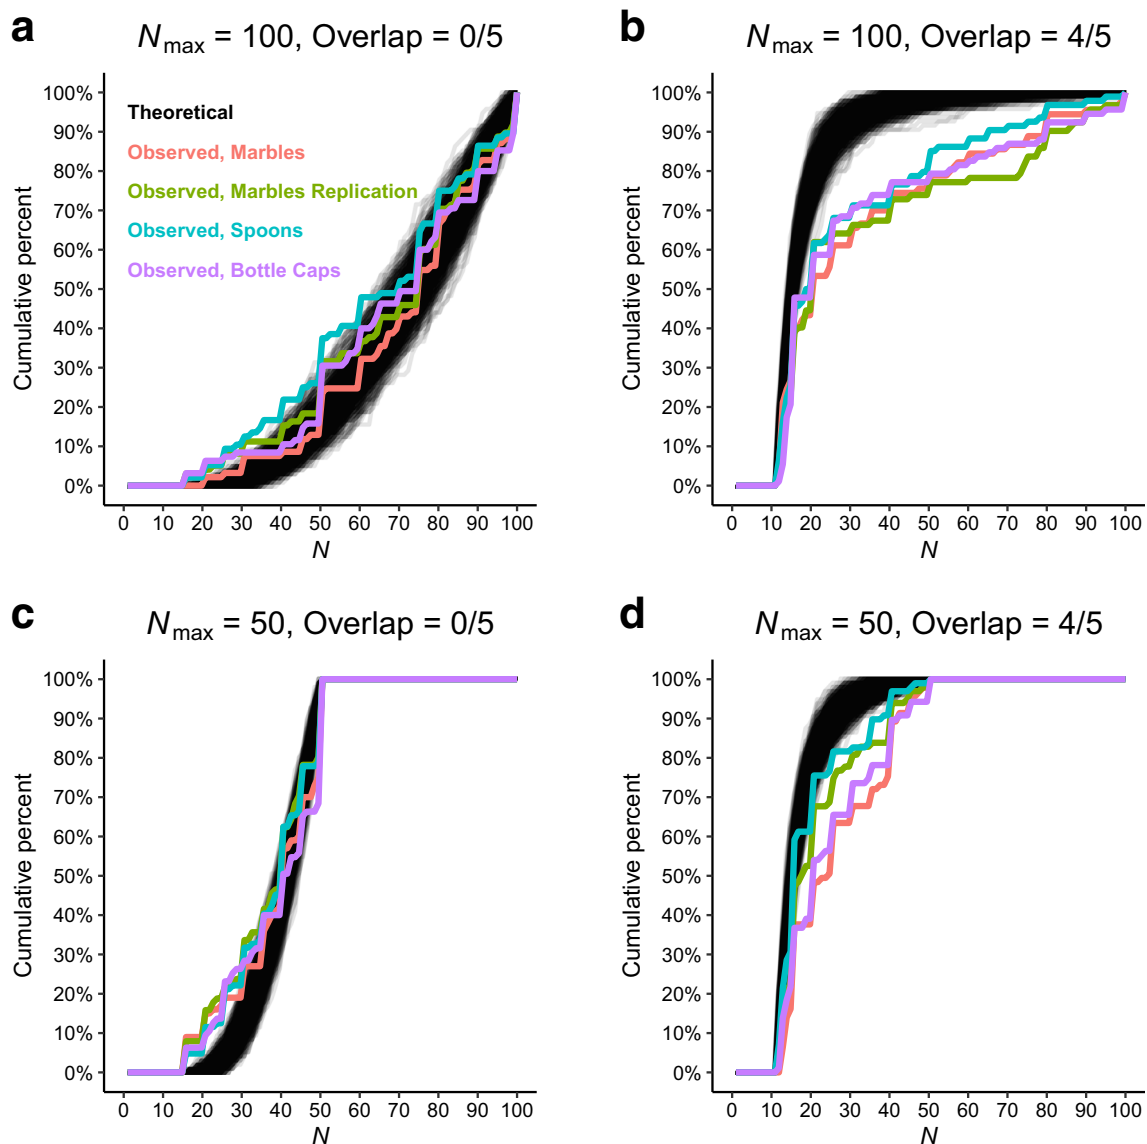 a
N max = 100, Overlap = 0/5
Cumulative percent
100%
90%
80%
70%
60%
50%
40%
30%
20%
10%
0%
Theoretical
Observed, Marbles
Observed, Marbles Replication
Observed, Spoons
Observed, Bottle Caps
0 10 20 30 40 50 60 70 80 90 100
N
b
N max = 100, Overlap = 4/5
Cumulative percent
100%
90%
80%
70%
60%
50%
40%
30%
20%
10%
0%
0 10 20 30 40 50 60 70 80 90 100
N
c
N max = 50, Overlap = 0/5
Cumulative percent
100%
90%
80%
70%
60%
50%
40%
30%
20%
10%
0%
0 10 20 30 40 50 60 70 80 90 100
N
d
N max = 50, Overlap = 4/5
Cumulative percent
100%
90%
80%
70%
60%
50%
40%
30%
20%
10%
0%
0 10 20 30 40 50 60 70 80 90 100
N